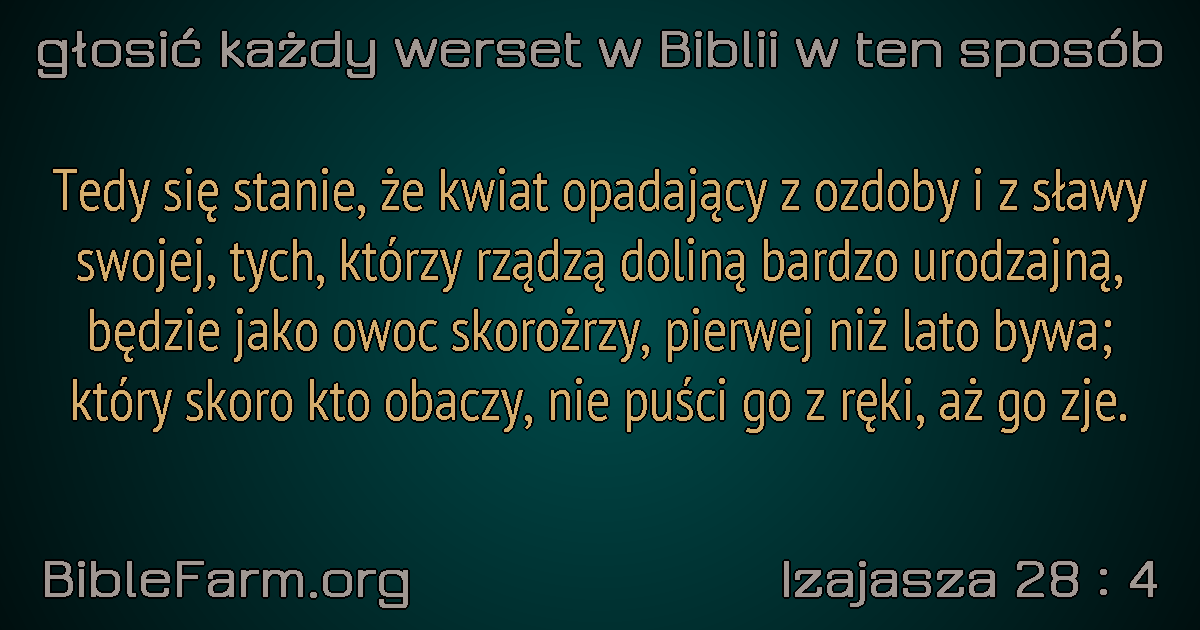 głosić każdy werset w Biblii w ten sposób
Tedy się stanie, że kwiat opadający z ozdoby i z sławy
swojej, tych, którzy rządzą doliną bardzo urodzajną,
będzie jako owoc skorożrzy, pierwej niż lato bywa;
który skoro kto obaczy, nie puści go z ręki, aż go zje.
BibleFarm.org
Izajasza 28 : 4